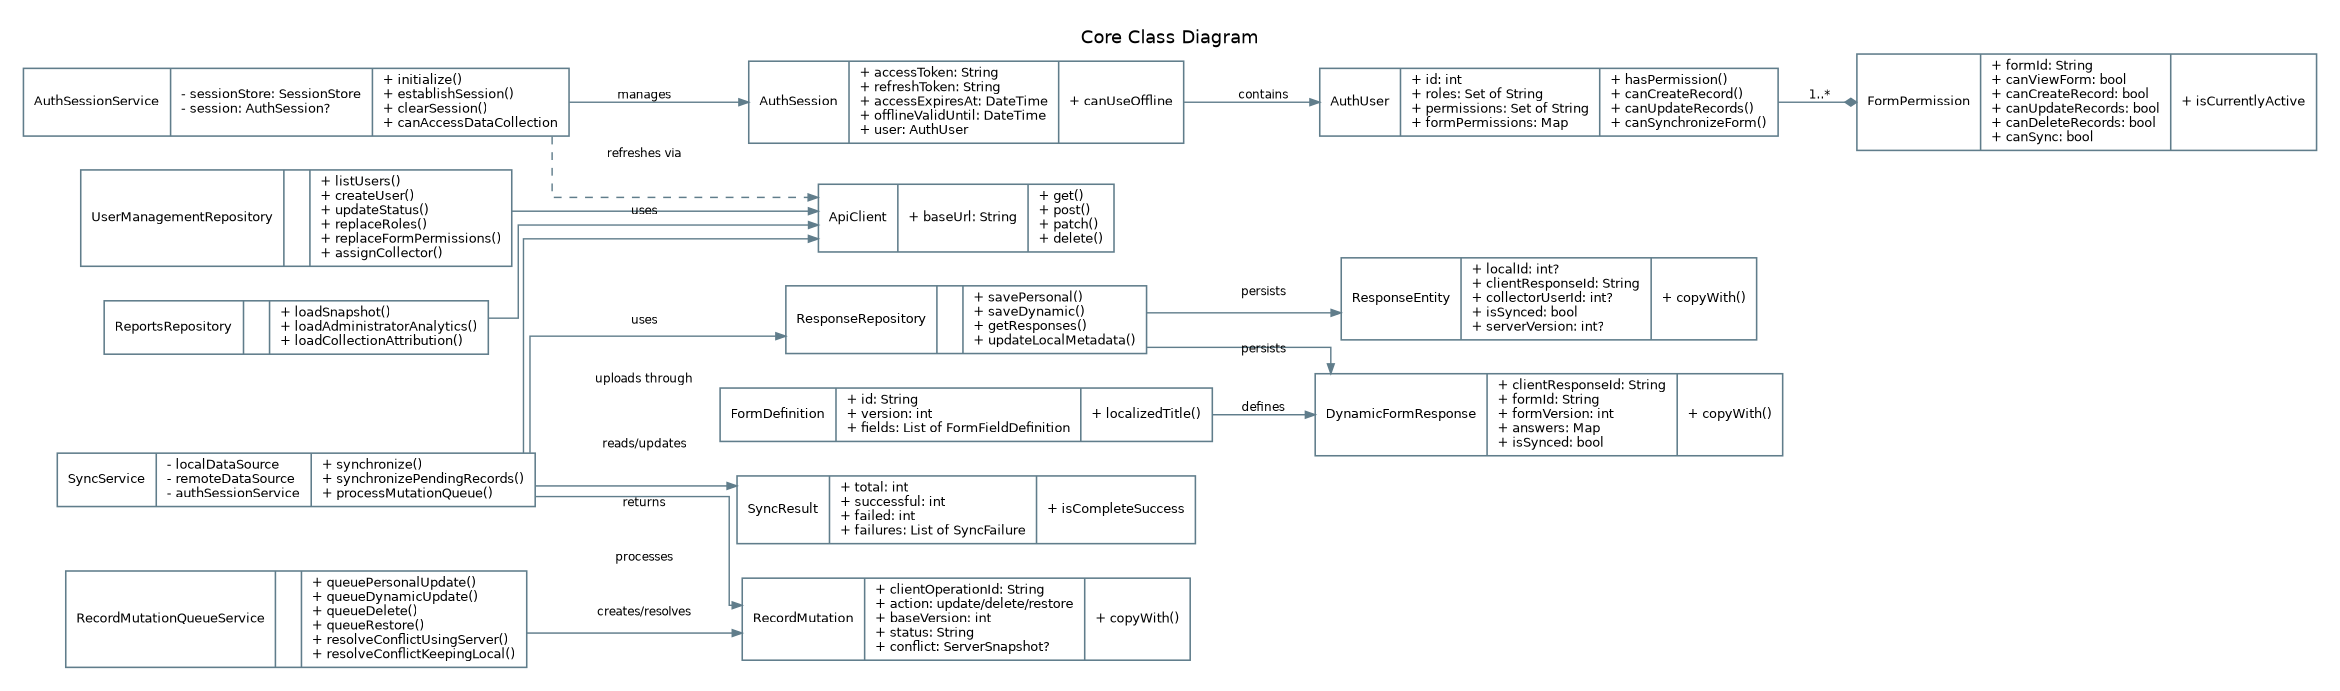 Core Class Diagram
AuthSessionService
- sessionStore: SessionStore
- session: AuthSession?
+ initialize()
+ establishSession()
+ clearSession()
+ canAccessDataCollection
manages
AuthSession
+ accessToken: String
+ refreshToken: String
+ accessExpiresAt: DateTime
+ offlineValidUntil: DateTime
+ user: AuthUser
+ canUseOffline
contains
AuthUser
+ id: int
+ roles: Set of String
+ permissions: Set of String
+ formPermissions: Map
+ hasPermission()
+ canCreateRecord()
+ canUpdateRecords()
+ canSynchronizeForm()
1..*
FormPermission
+ formId: String
+ canViewForm: bool
+ canCreateRecord: bool
+ canUpdateRecords: bool
+ canDeleteRecords: bool
+ canSync: bool
+ isCurrentlyActive
refreshes via
UserManagementRepository
+ listUsers()
+ createUser()
+ updateStatus()
+ replaceRoles()
+ replaceFormPermissions()
+ assignCollector()
uses
ApiClient
+ baseUrl: String
+ get()
+ post()
+ patch()
+ delete()
ReportsRepository
+ loadSnapshot()
+ loadAdministratorAnalytics()
+ loadCollectionAttribution()
uses
ResponseRepository
+ savePersonal()
+ saveDynamic()
+ getResponses()
+ updateLocalMetadata()
persists
ResponseEntity
+ localId: int?
+ clientResponseId: String
+ collectorUserId: int?
+ isSynced: bool
+ serverVersion: int?
+ copyWith()
persists
uploads through
FormDefinition
+ id: String
+ version: int
+ fields: List of FormFieldDefinition
+ localizedTitle()
defines
DynamicFormResponse
+ clientResponseId: String
+ formId: String
+ formVersion: int
+ answers: Map
+ isSynced: bool
+ copyWith()
reads/updates
SyncService
- localDataSource
- remoteDataSource
- authSessionService
+ synchronize()
+ synchronizePendingRecords()
+ processMutationQueue()
returns
SyncResult
+ total: int
+ successful: int
+ failed: int
+ failures: List of SyncFailure
+ isCompleteSuccess
processes
RecordMutationQueueService
+ queuePersonalUpdate()
+ queueDynamicUpdate()
+ queueDelete()
+ queueRestore()
+ resolveConflictUsingServer()
+ resolveConflictKeepingLocal()
creates/resolves
RecordMutation
+ clientOperationId: String
+ action: update/delete/restore
+ baseVersion: int
+ status: String
+ conflict: ServerSnapshot?
+ copyWith()